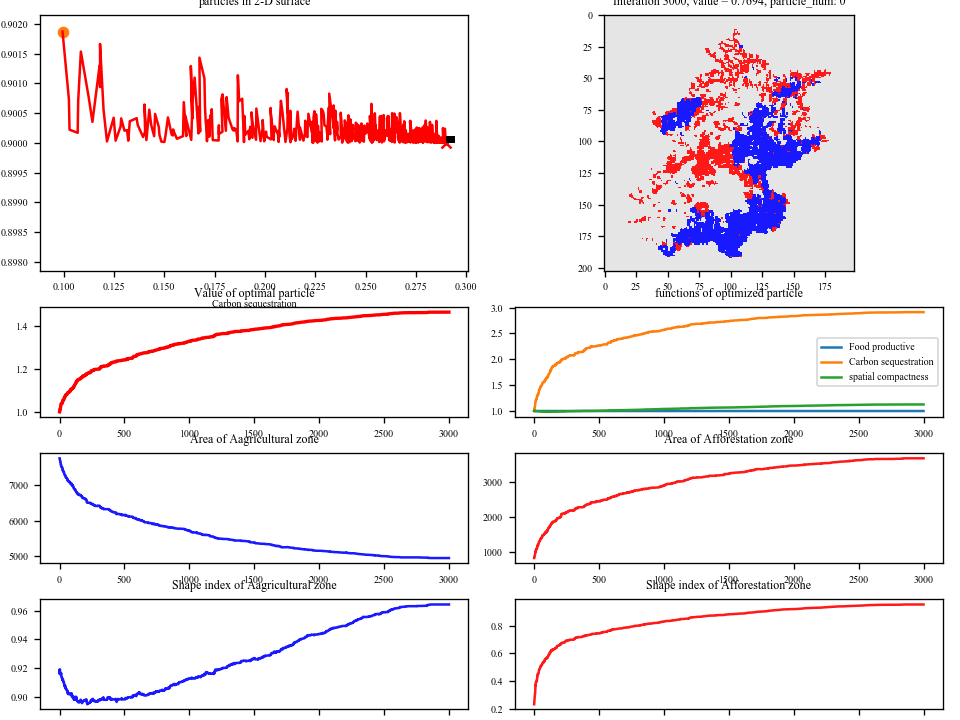 particles in 2-D surface
Interation 3000, value = 0.7694, particle_num: 0
0.9020
0.9015
0.9010
0.9005
0.9000
0.8995
0.8990
0.8985
0.8980
0.100 0.125 0.150 0.175 0.200 0.225 0.250 0.275 0.300
0
25
50
75
100
125
150
175
200
0 25 50 75 100 125 150 175
Value of optimal particle
Carbon sequestration
1.4
1.2
1.0
0 500 1000 1500 2000 2500 3000
functions of optimized particle
3.0
2.5
2.0
1.5
1.0
Food productive
Carbon sequestration
spatial compactness
0 500 1000 1500 2000 2500 3000
Area of Aagricultural zone
7000
6000
5000
0 500 1000 1500 2000 2500 3000
Area of Afforestation zone
3000
2000
1000
0 500 1000 1500 2000 2500 3000
Shape index of Aagricultural zone
0.96
0.94
0.92
0.90
Shape index of Afforestation zone
0.8
0.6
0.4
0.2